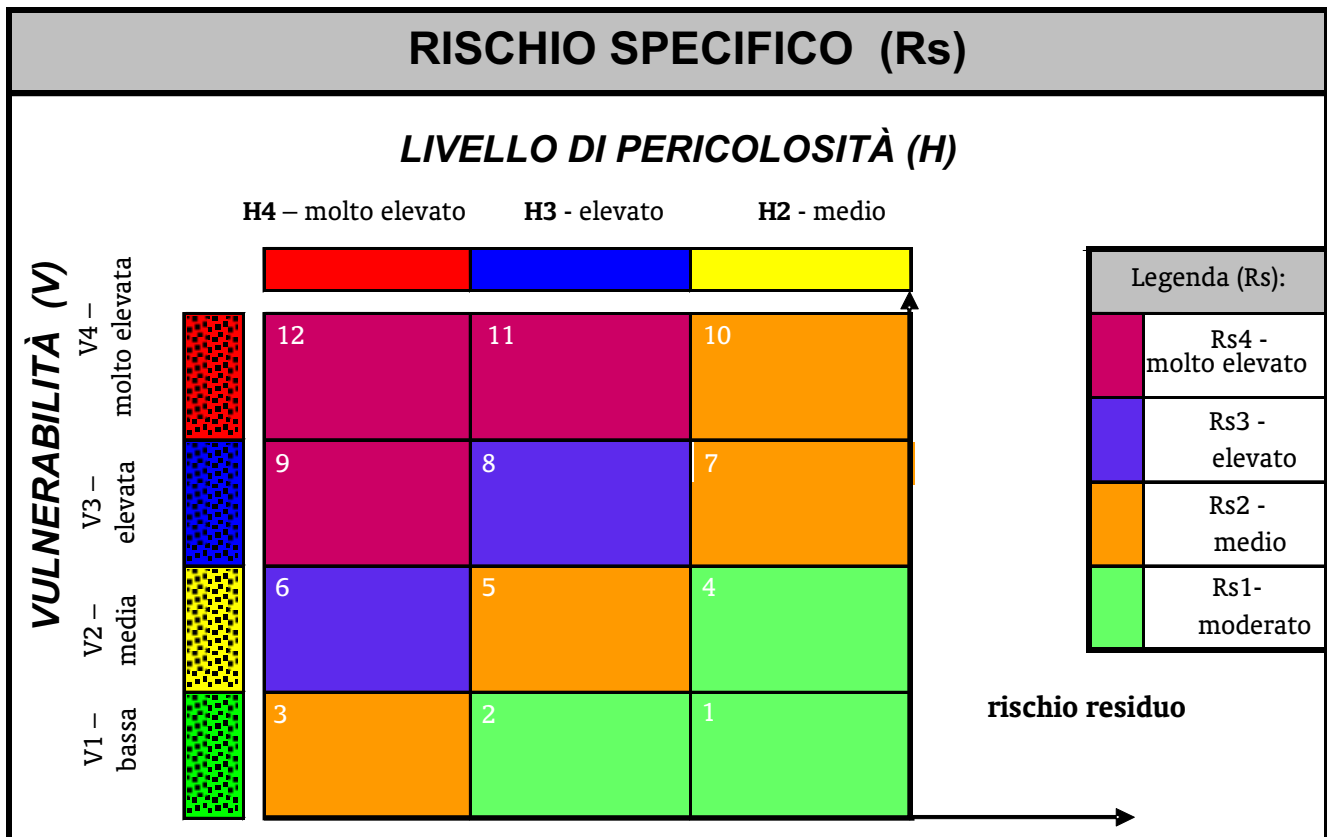 RISCHIO SPECIFICO (Rs)
LIVELLO DI PERICOLOSITÀ (H)
H4 – molto elevato
H3 - elevato
H2 - medio
VULNERABILITÀ (V)
V4 –
molto elevata
V3 –
elevata
V2 –
media
V1 –
bassa
12
11
10
9
8
7
6
5
4
3
2
1
Legenda (Rs):
Rs4 -
molto elevato
Rs3 -
elevato
Rs2 -
medio
Rs1-
moderato
rischio residuo